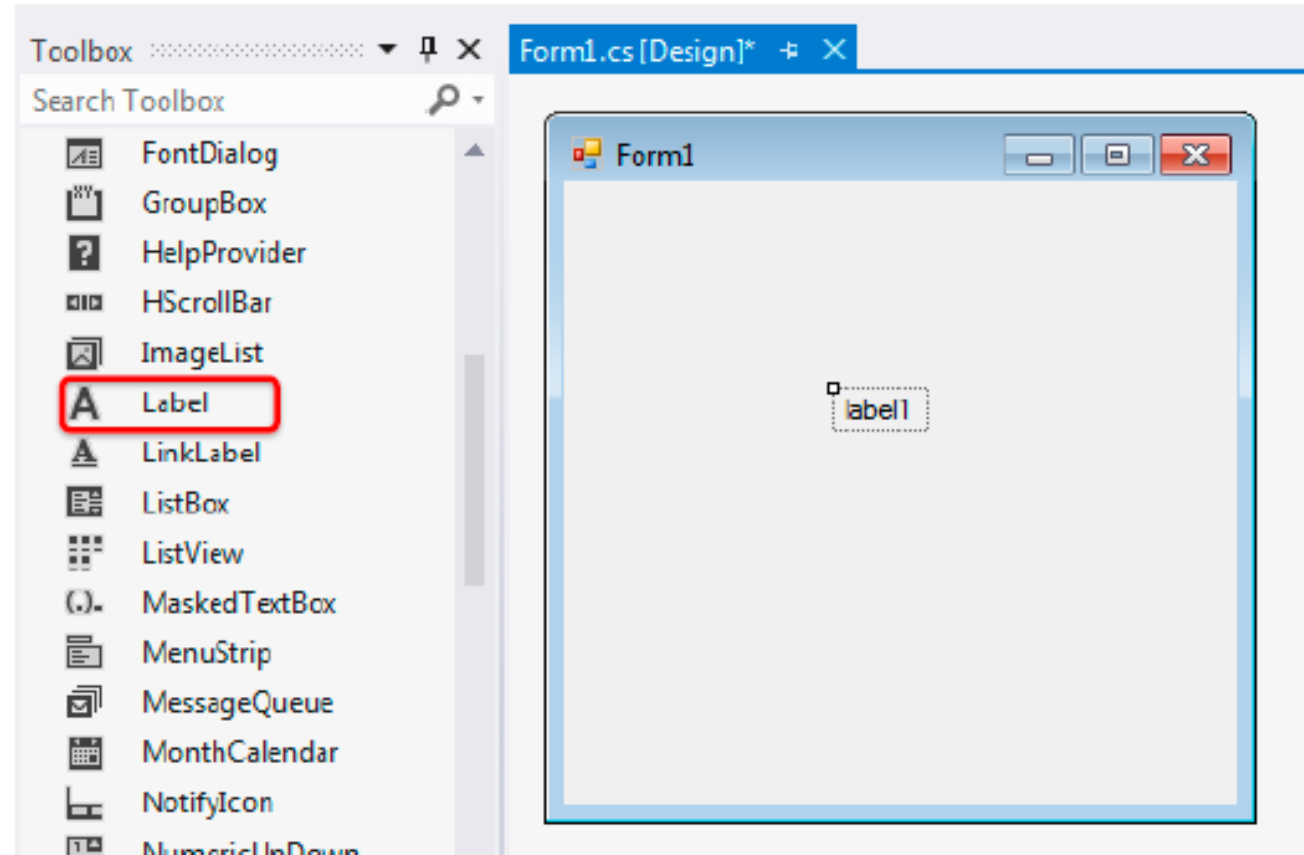 Toolbox
Search Toolbox
FontDialog
GroupBox
HelpProvider
HScrollBar
ImageList
Label
LinkLabel
ListBox
ListView
MaskedTextBox
MenuStrip
MessageQueue
MonthCalendar
NotifyIcon
NumericUpDown
Form1.cs [Design]*
Form1
label1